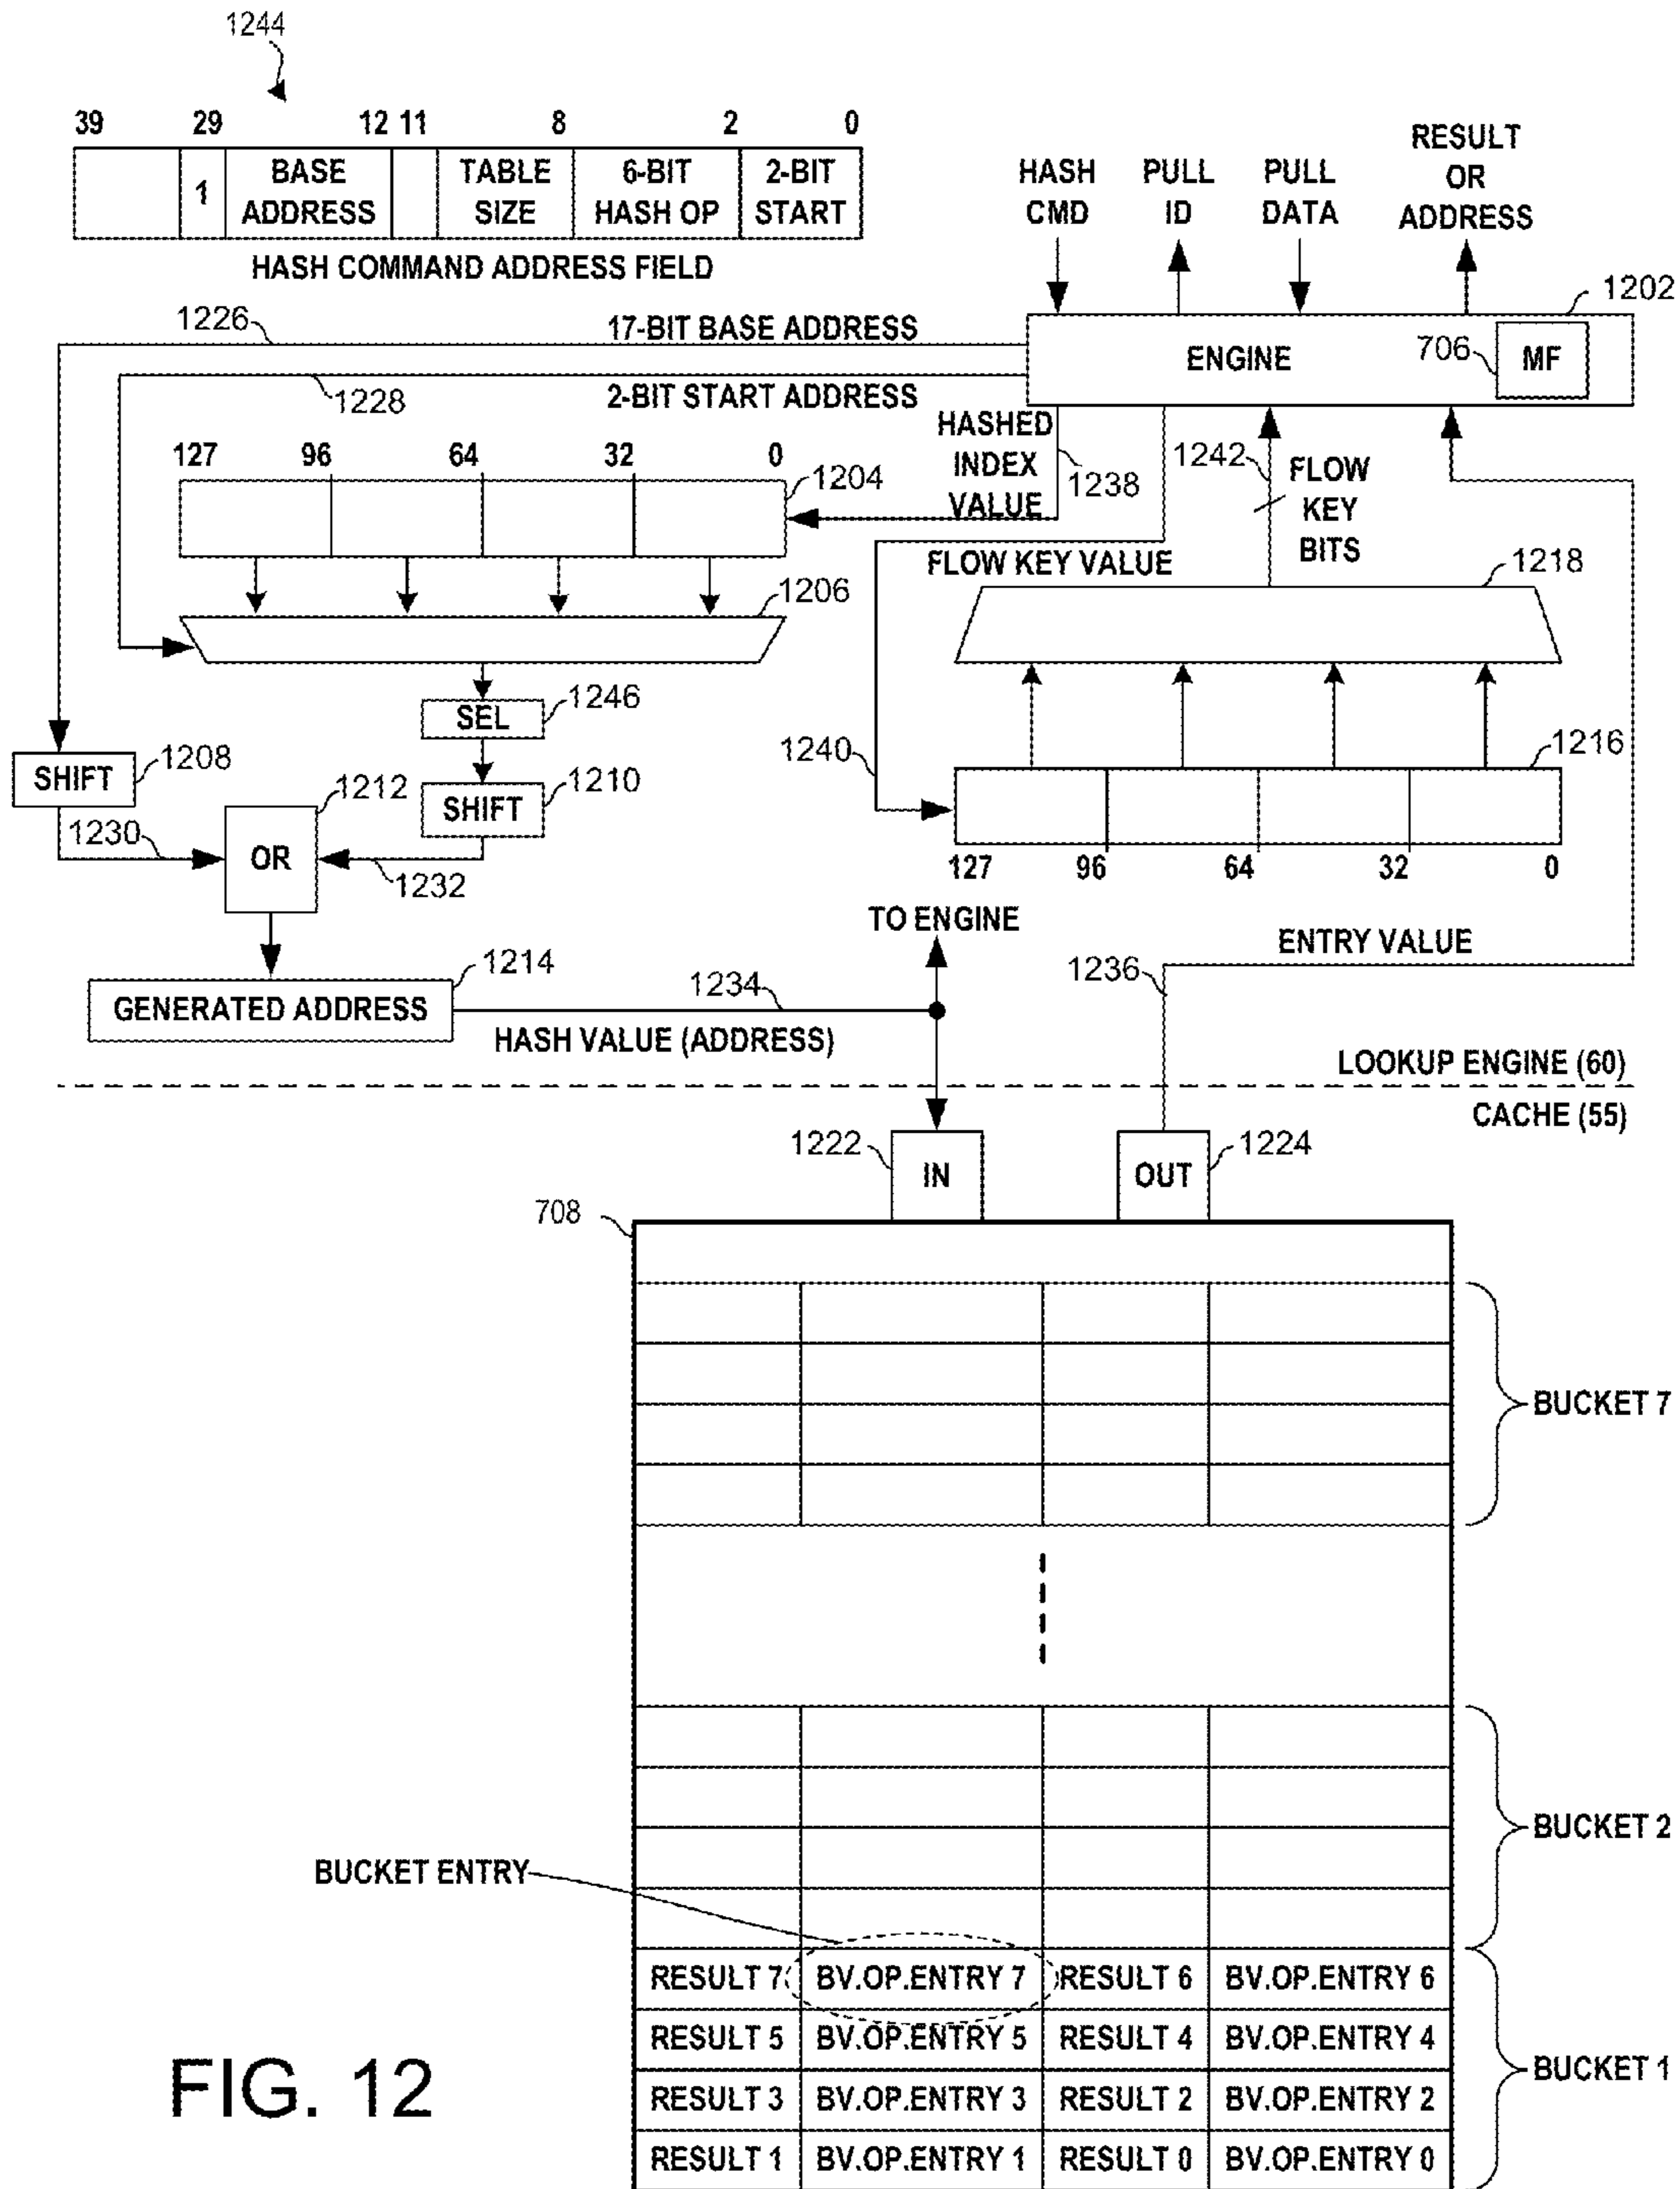 1244
39 29 12 11 8 2 0
1 BASE ADDRESS TABLE SIZE 6-BIT HASH OP 2-BIT START
HASH COMMAND ADDRESS FIELD
HASH CMD
PULL ID
PULL DATA
RESULT OR ADDRESS
1202
ENGINE
706
MF
1226
17-BIT BASE ADDRESS
1228
2-BIT START ADDRESS
127 96 64 32 0
1204
HASHED INDEX VALUE
1238
1242
FLOW KEY BITS
FLOW KEY VALUE
1206
1218
SEL
1246
SHIFT
1208
1212
SHIFT
1210
1240
1216
1230
OR
1232
127 96 64 32 0
TO ENGINE
ENTRY VALUE
1214
GENERATED ADDRESS
1234
1236
HASH VALUE (ADDRESS)
LOOKUP ENGINE (60)
CACHE (55)
1222
IN
OUT
1224
708
BUCKET 7
BUCKET 2
BUCKET ENTRY
RESULT 7 BV.OP.ENTRY 7 RESULT 6 BV.OP.ENTRY 6
RESULT 5 BV.OP.ENTRY 5 RESULT 4 BV.OP.ENTRY 4
BUCKET 1
RESULT 3 BV.OP.ENTRY 3 RESULT 2 BV.OP.ENTRY 2
RESULT 1 BV.OP.ENTRY 1 RESULT 0 BV.OP.ENTRY 0
FIG. 12